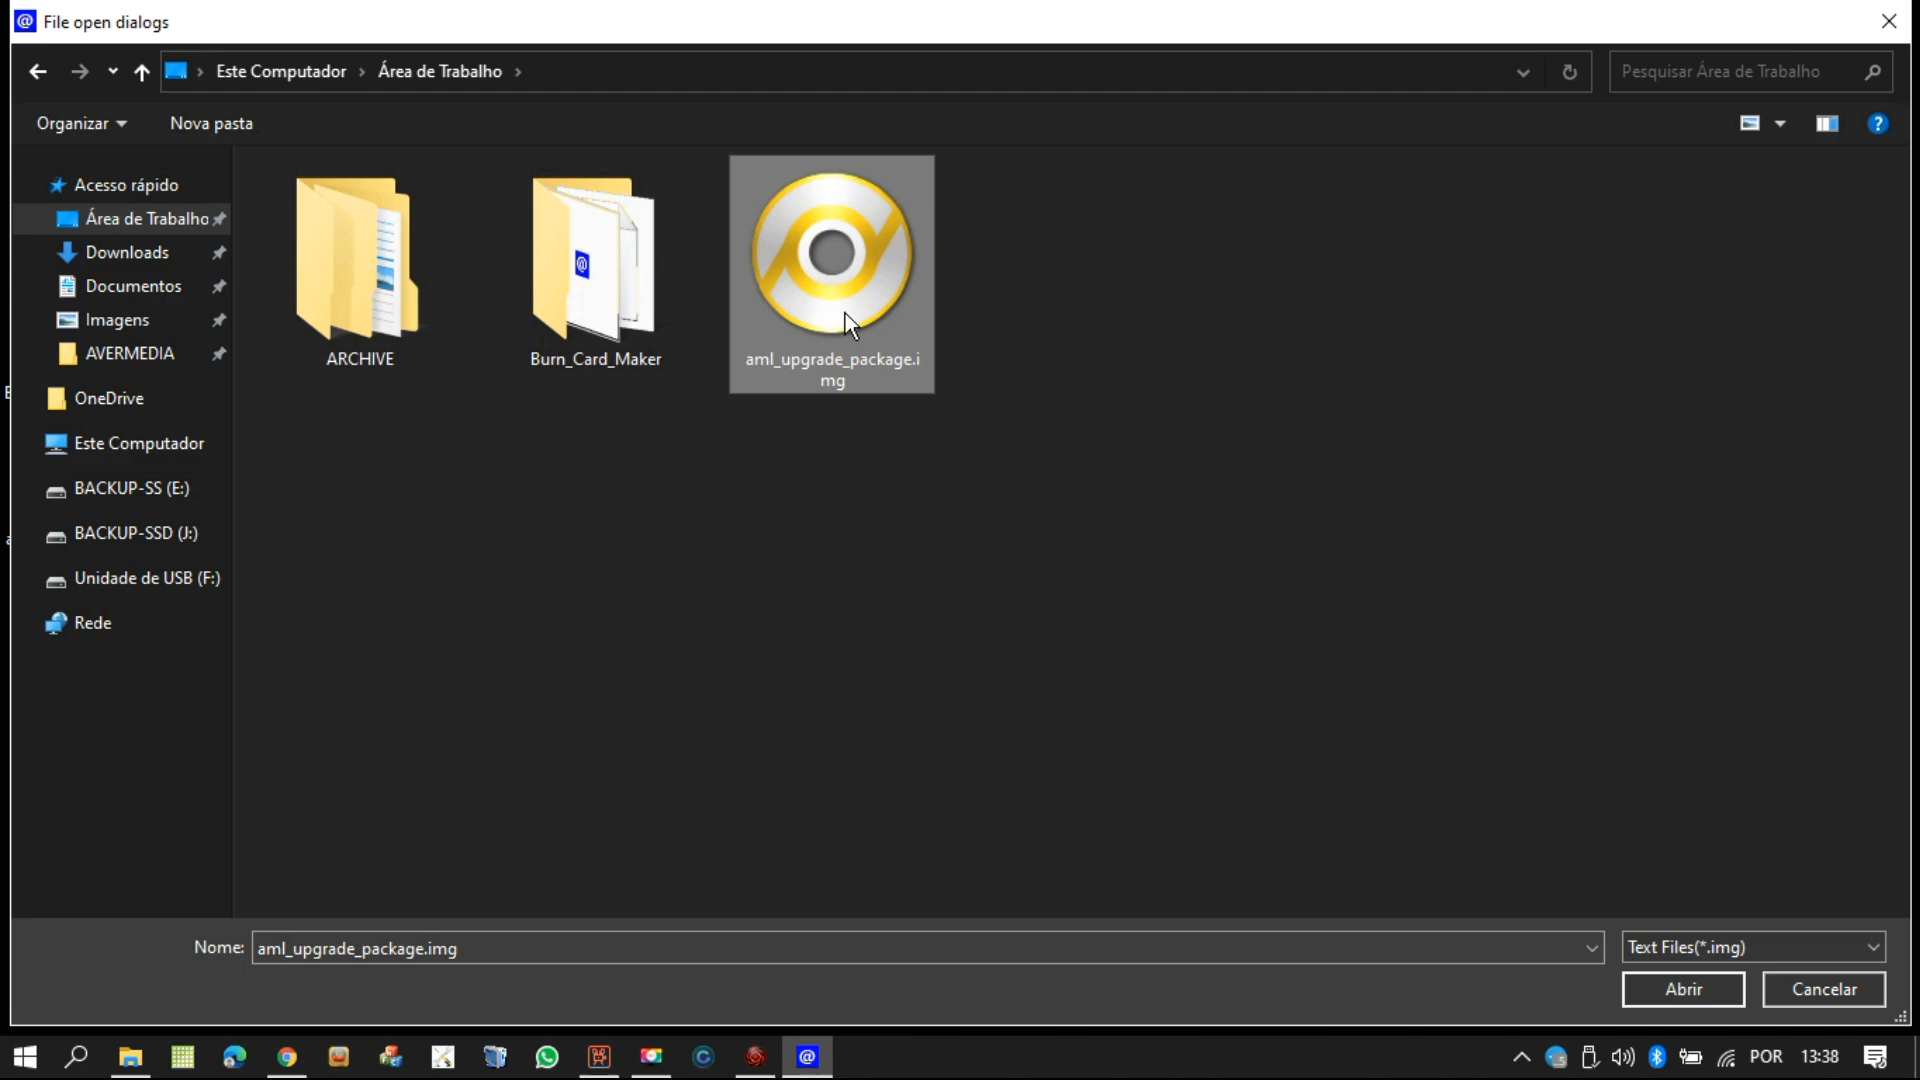 File open dialogs
Este Computador
Área de Trabalho
Pesquisar Área de Trabalho
Organizar
Nova pasta
Acesso rápido
Área de Trabalho
Downloads
Documentos
Imagens
AVERMEDIA
OneDrive
Este Computador
BACKUP-SS (E:)
BACKUP-SSD (J:)
Unidade de USB (F:)
Rede
ARCHIVE
Burn_Card_Maker
aml_upgrade_package.i
mg
Nome:
aml_upgrade_package.img
Text Files(*.img)
Abrir
Cancelar
POR
13:38